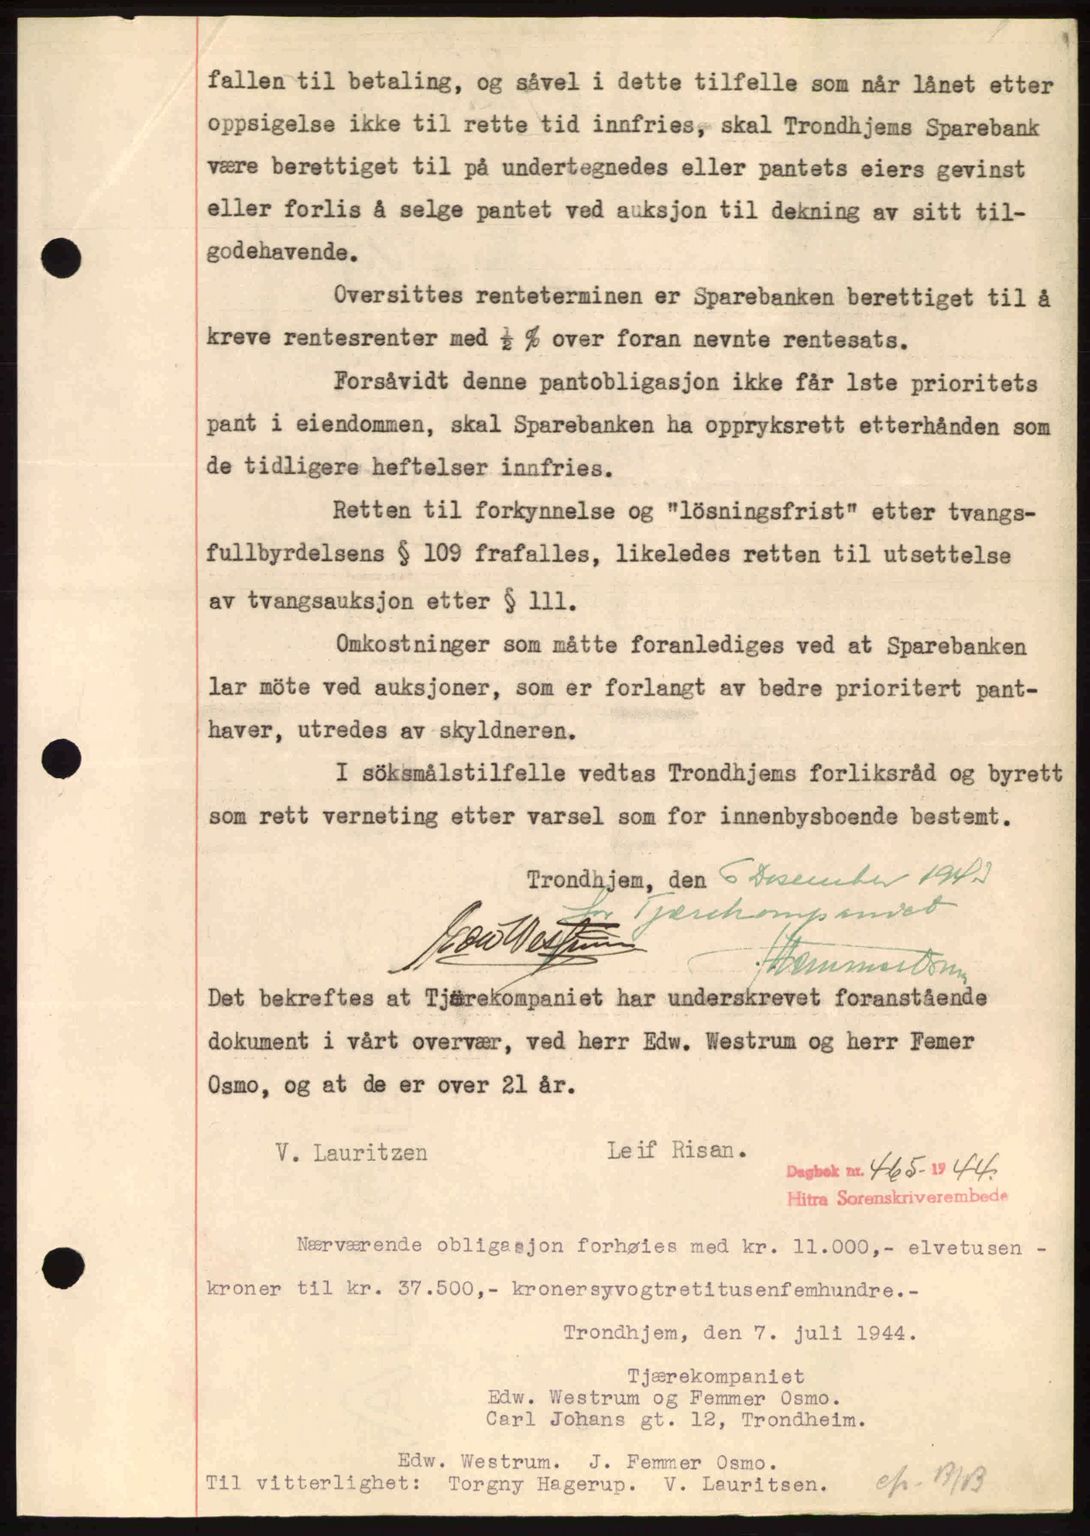 fallen til betaling, og såvel i dette tilfelle som når lånet etter
oppsigelse ikke til rette tid innfries, skal Trondhjems Sparebank
være berettiget til på undertegnedes eller pantets eiers gevinst
eller forlis å selge pantet ved auksjon til dekning av sitt til-
godehavende.
Oversittes renteterminen er Sparebanken berettiget til å
kreve rentesrenter med ½ % over foran nevnte rentesats.
Forsåvidt denne pantobligasjon ikke får 1ste prioritets
pant i eiendommen, skal Sparebanken ha oppryksrett etterhånden som
de tidligere heftelser innfries.
Retten til forkynnelse og "lösningsfrist" etter tvangs-
fullbyrdelsens § 109 frafalles, likeledes retten til utsettelse
av tvangsauksjon etter § 111.
Omkostninger som måtte foranlediges ved at Sparebanken
lar möte ved auksjoner, som er forlangt av bedre prioritert pant-
haver, utredes av skyldneren.
I söksmålstilfelle vedtas Trondhjems forliksråd og byrett
som rett verneting etter varsel som for innenbysboende bestemt.
Trondhjem, den 6 Desember 1943
for Tjærekompaniet
Edw Westrum
Det bekreftes at Tjærekompaniet har underskrevet foranstående
dokument i vårt overvær, ved herr Edw. Westrum og herr Femer
Osmo, og at de er over 21 år.
V. Lauritzen Leif Risan.
Dagbok nr. 465-1944.
Hitra Sorenskriverembede
Nærværende obligasjon forhøies med kr. 11.000,- elvetusen -
kroner til kr. 37.500,- kronersyvogtretitusenfemhundre.-
Trondhjem, den 7. juli 1944.
Tjærekompaniet
Edw. Westrum og Femmer Osmo.
Carl Johans gt. 12, Trondheim.
Edw. Westrum. J. Femmer Osmo.
Til vitterlighet: Torgny Hagerup. V. Lauritsen.